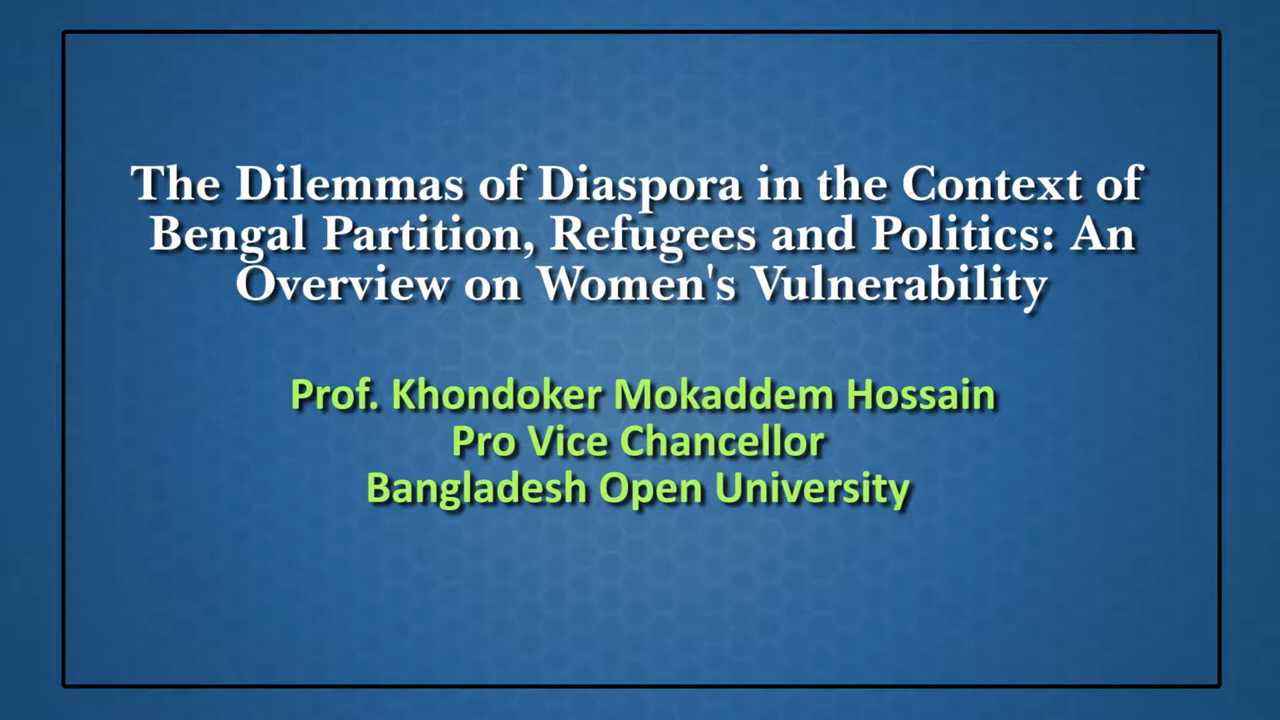 The Dilemmas of Diaspora in the Context of
Bengal Partition, Refugees and Politics: An
Overview on Women's Vulnerability
Prof. Khondoker Mokaddem Hossain
Pro Vice Chancellor
Bangladesh Open University